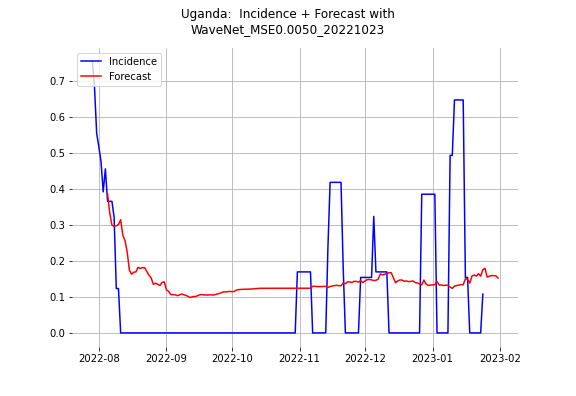 Uganda:  Incidence + Forecast with
WaveNet_MSE0.0050_20221023
Incidence
Forecast
0.7
0.6
0.5
0.4
0.3
0.2
0.1
0.0
2022-08 2022-09 2022-10 2022-11 2022-12 2023-01 2023-02